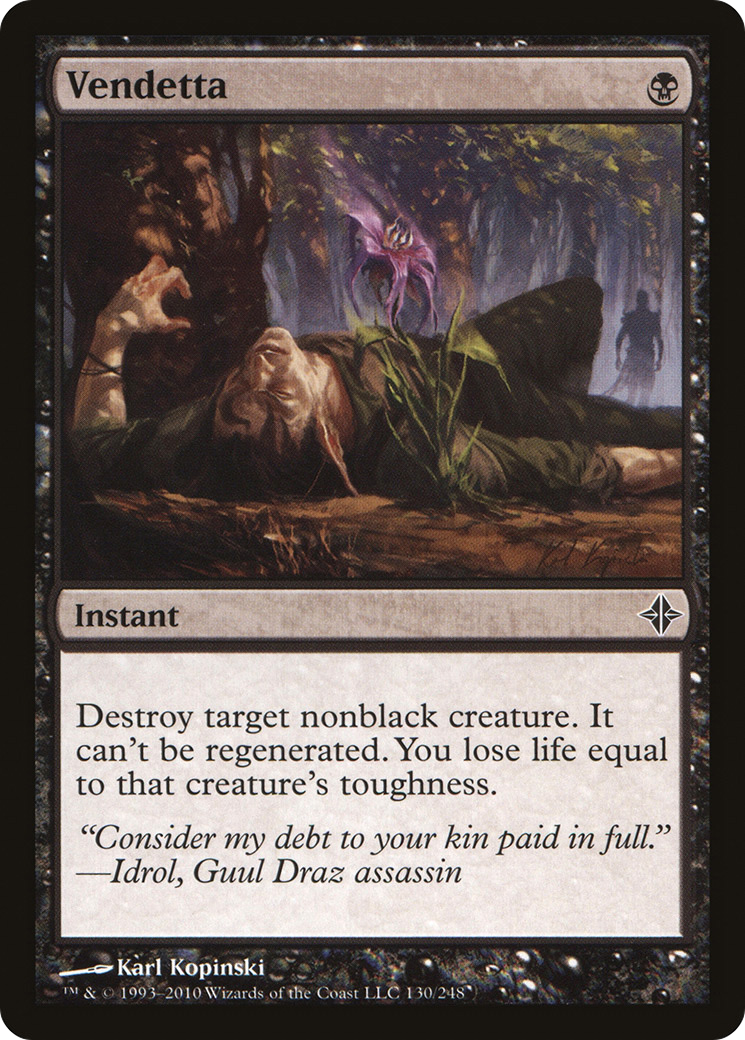 Vendetta
Instant
Destroy target nonblack creature. It
can't be regenerated. You lose life equal
to that creature's toughness.
"Consider my debt to your kin paid in full."
—Idrol, Guul Draz assassin
Karl Kopinski
™ & © 1993–2010 Wizards of the Coast LLC 130/248